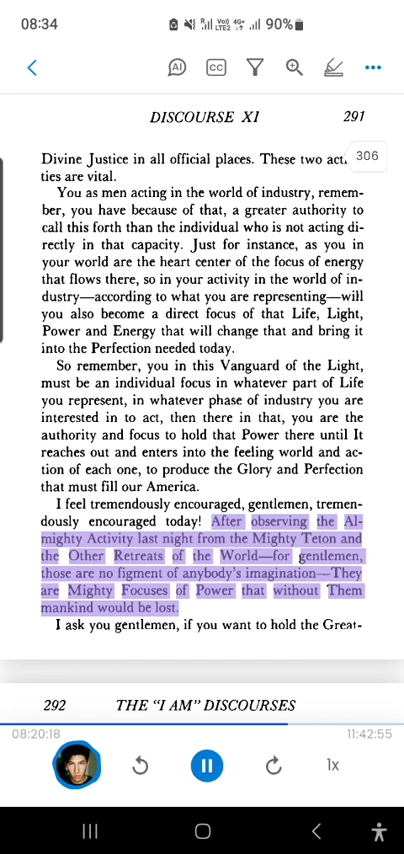 08:34
R LTE2 4G+ 90%
AI CC
DISCOURSE XI 291
306
Divine Justice in all official places. These two acti
ties are vital.
You as men acting in the world of industry, remem-
ber, you have because of that, a greater authority to
call this forth than the individual who is not acting di-
rectly in that capacity. Just for instance, as you in
your world are the heart center of the focus of energy
that flows there, so in your activity in the world of in-
dustry—according to what you are representing—will
you also become a direct focus of that Life, Light,
Power and Energy that will change that and bring it
into the Perfection needed today.
So remember, you in this Vanguard of the Light,
must be an individual focus in whatever part of Life
you represent, in whatever phase of industry you are
interested in to act, then there in that, you are the
authority and focus to hold that Power there until It
reaches out and enters into the feeling world and ac-
tion of each one, to produce the Glory and Perfection
that must fill our America.
I feel tremendously encouraged, gentlemen, tremen-
dously encouraged today! After observing the Al-
mighty Activity last night from the Mighty Teton and
the Other Retreats of the World—for gentlemen,
those are no figment of anybody's imagination—They
are Mighty Focuses of Power that without Them
mankind would be lost.
I ask you gentlemen, if you want to hold the Great-
292 THE “I AM” DISCOURSES
08:20:18 11:42:55
1x